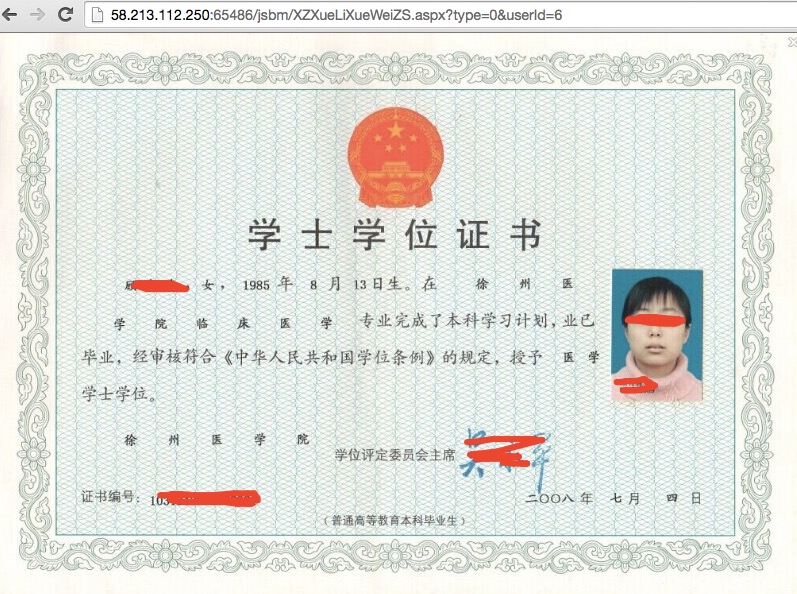 58.213.112.250:65486/jsbm/XZXueLiXueWeiZS.aspx?type=0&userId=6
学士学位证书
女，1985 年 8 月 13 日生。在 徐 州 医
学 院 临 床 医 学 专业完成了本科学习计划，业已
毕业，经审核符合《中华人民共和国学位条例》的规定，授予 医 学
学士学位。
徐 州 医 学 院
学位评定委员会主席
证书编号：103
二〇〇八 年 七 月 四 日
（普通高等教育本科毕业生）